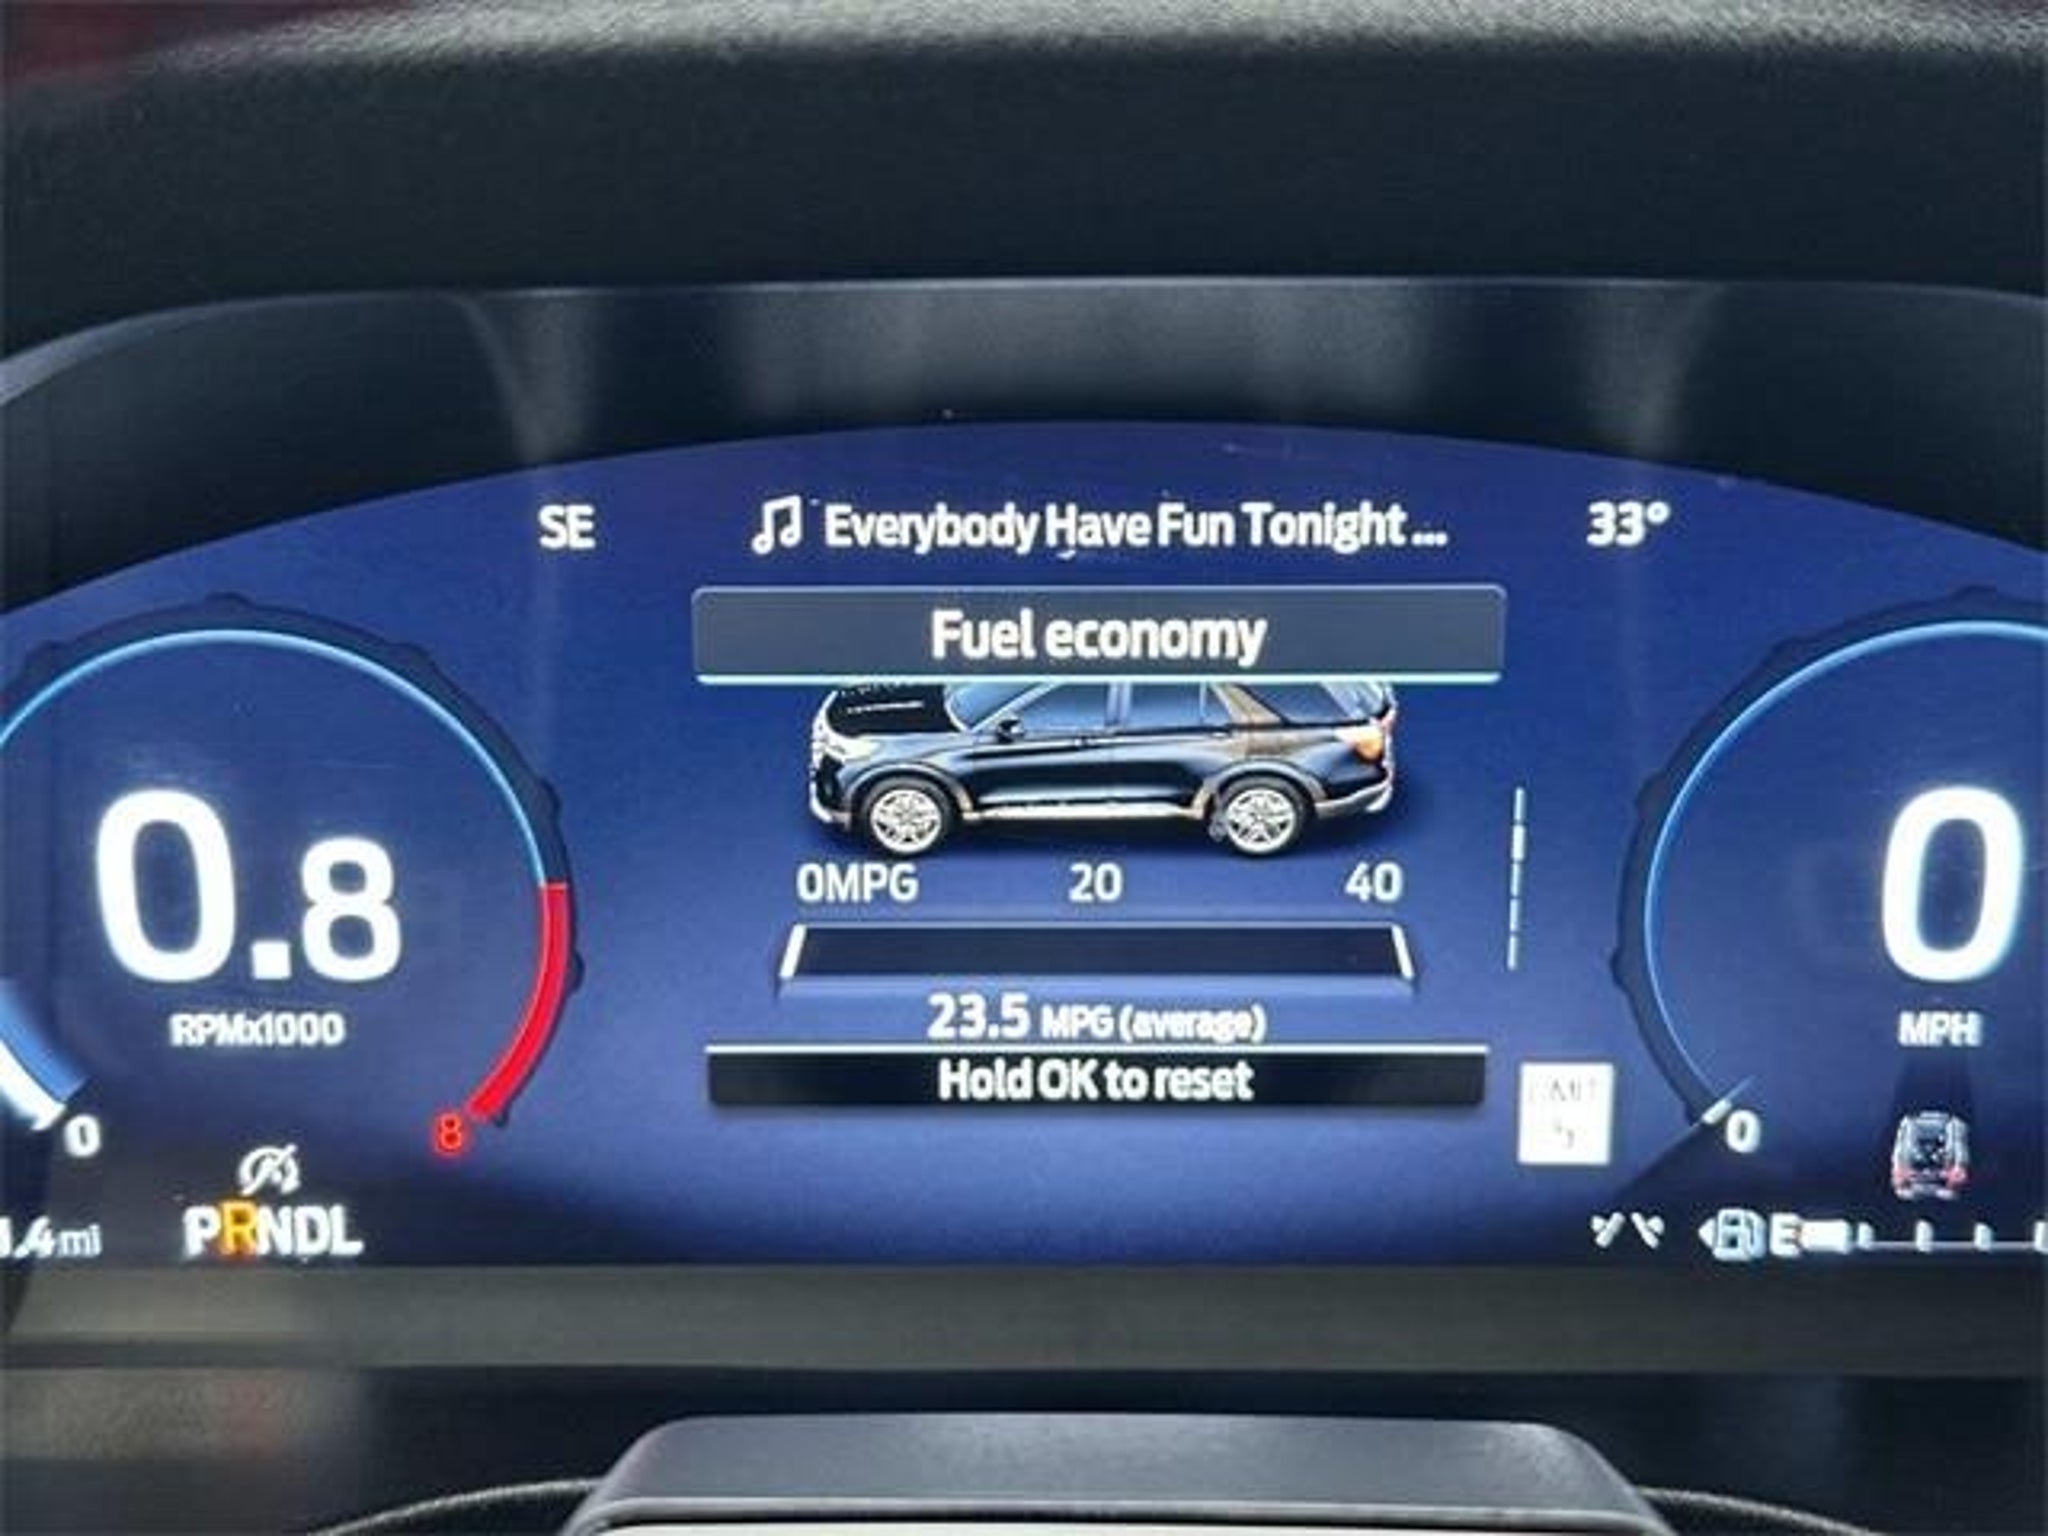 SE
Everybody Have Fun Tonight ...
33°
Fuel economy
0MPG 20 40
23.5 MPG (average)
Hold OK to reset
0.8
RPMx1000
0
8
PRNDL
mi
0
MPH
0
E